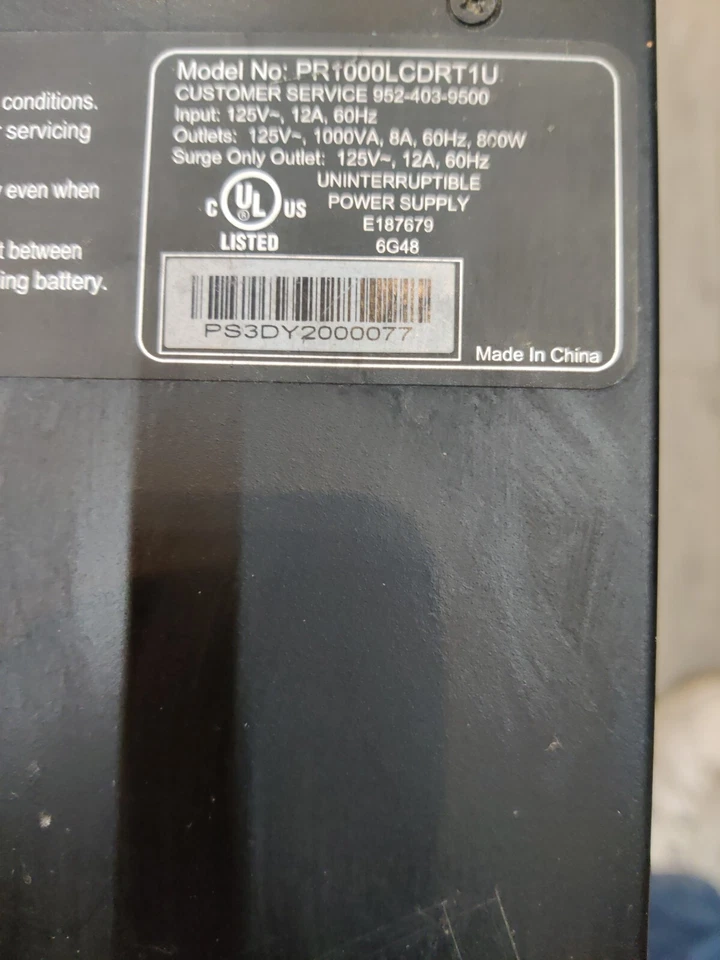 conditions.
servicing
even when
between
ing battery.
Model No: PR1000LCDRT1U
CUSTOMER SERVICE 952-403-9500
Input: 125V~, 12A, 60Hz
Outlets: 125V~, 1000VA, 8A, 60Hz, 800W
Surge Only Outlet: 125V~, 12A, 60Hz
C UL ® US
LISTED
UNINTERRUPTIBLE
POWER SUPPLY
E187679
6G48
PS3DY2000077
Made In China